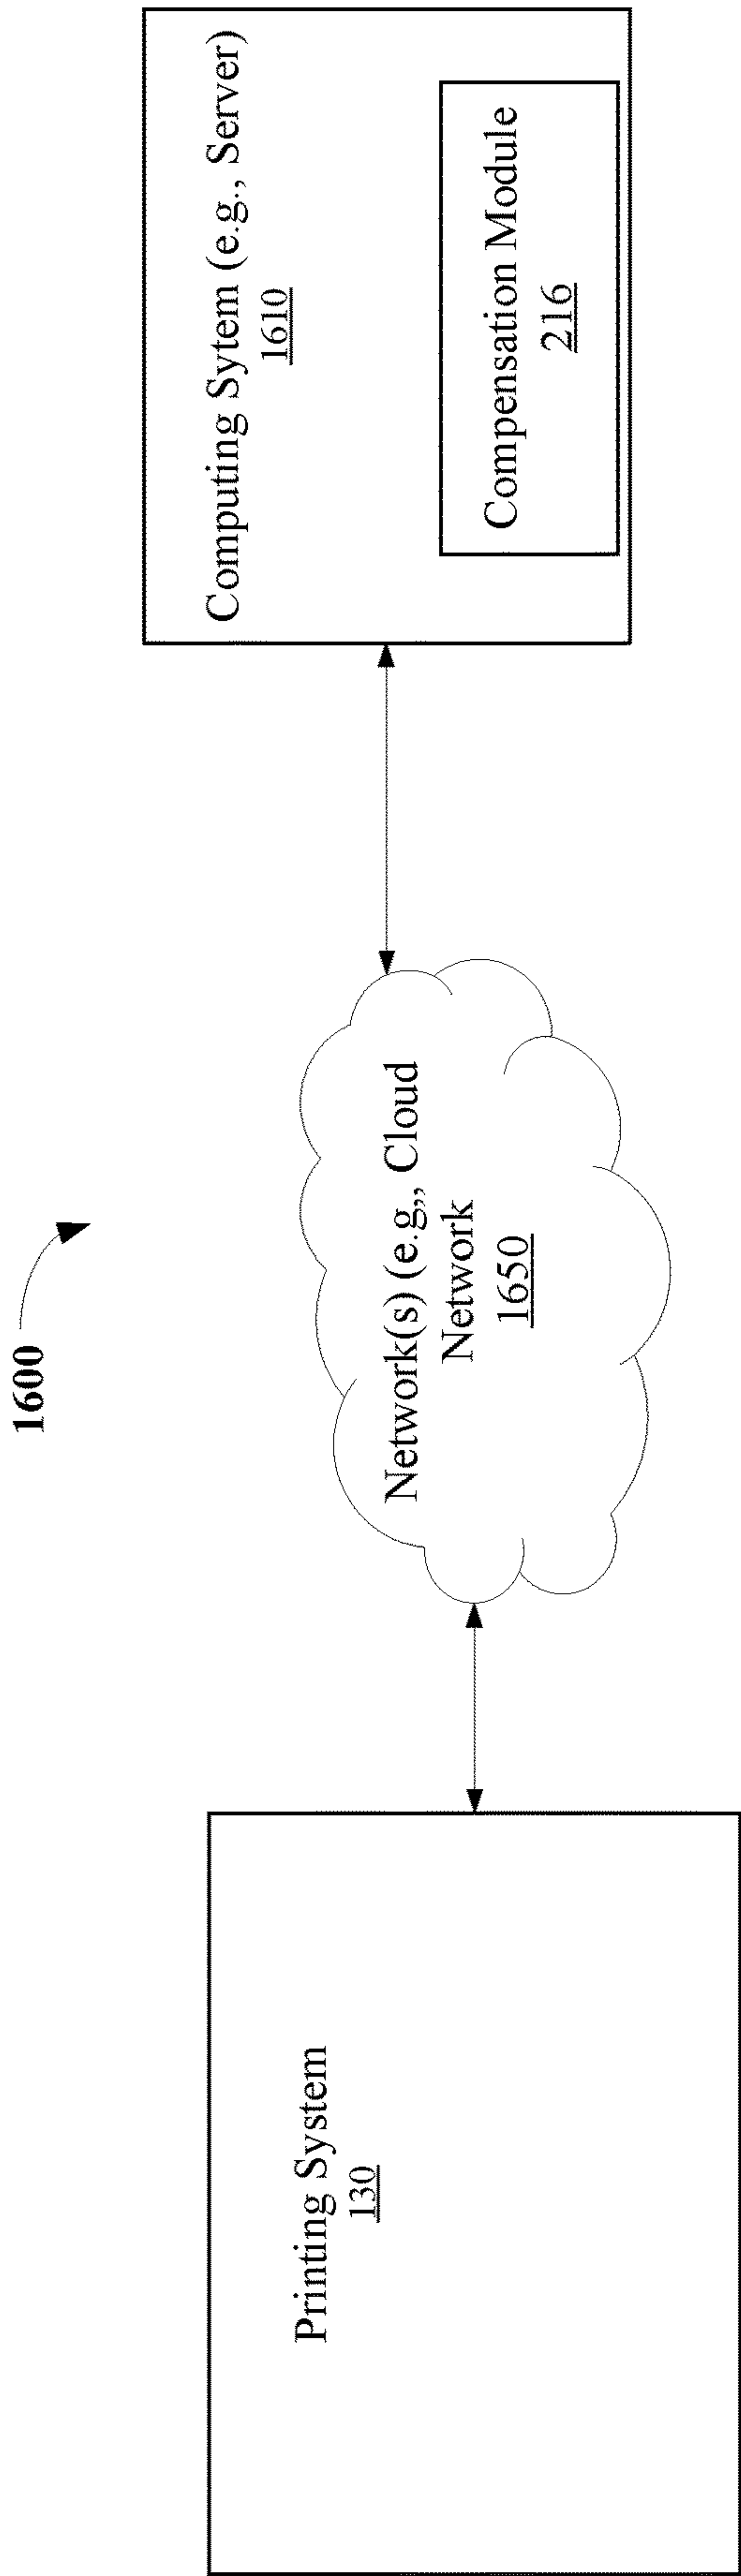 1600
Printing System
130
Network(s) (e.g,, Cloud
Network
1650
Computing Sytem (e.g., Server)
1610
Compensation Module
216